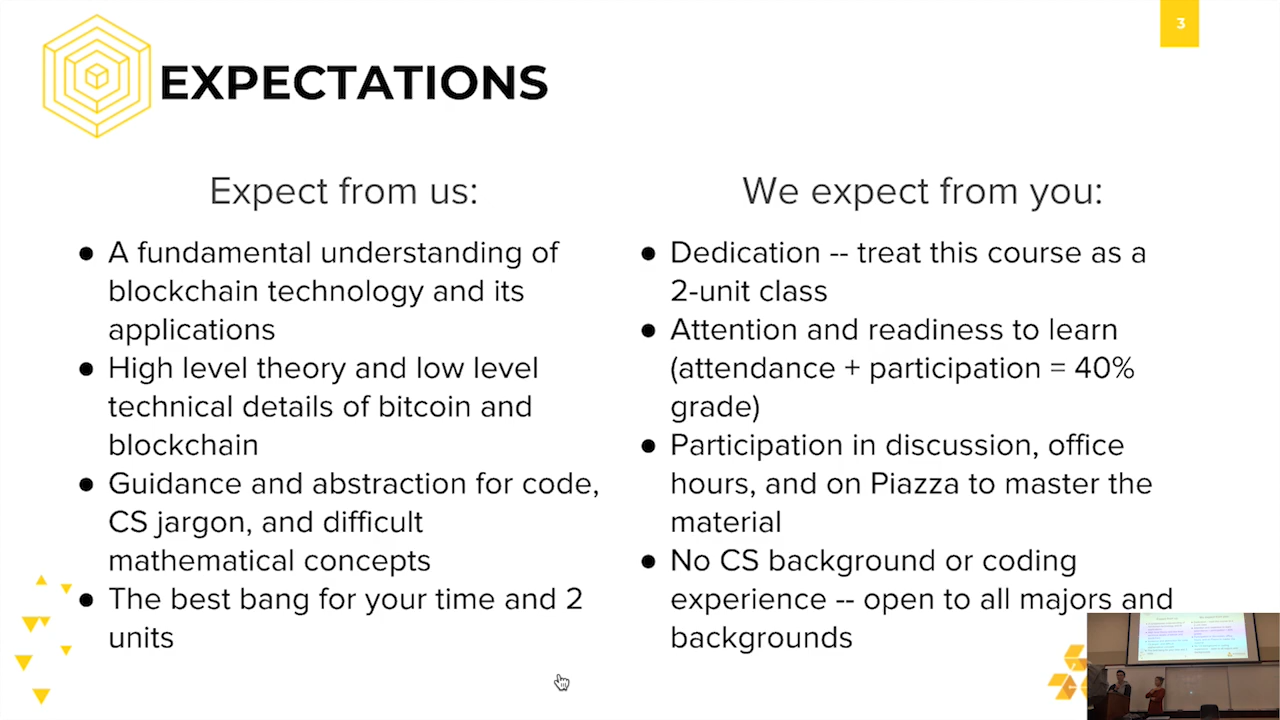 3
EXPECTATIONS
Expect from us:
● A fundamental understanding of
blockchain technology and its
applications
● High level theory and low level
technical details of bitcoin and
blockchain
● Guidance and abstraction for code,
CS jargon, and difficult
mathematical concepts
● The best bang for your time and 2
units
We expect from you:
● Dedication -- treat this course as a
2-unit class
● Attention and readiness to learn
(attendance + participation = 40%
grade)
● Participation in discussion, office
hours, and on Piazza to master the
material
● No CS background or coding
experience -- open to all majors and
backgrounds